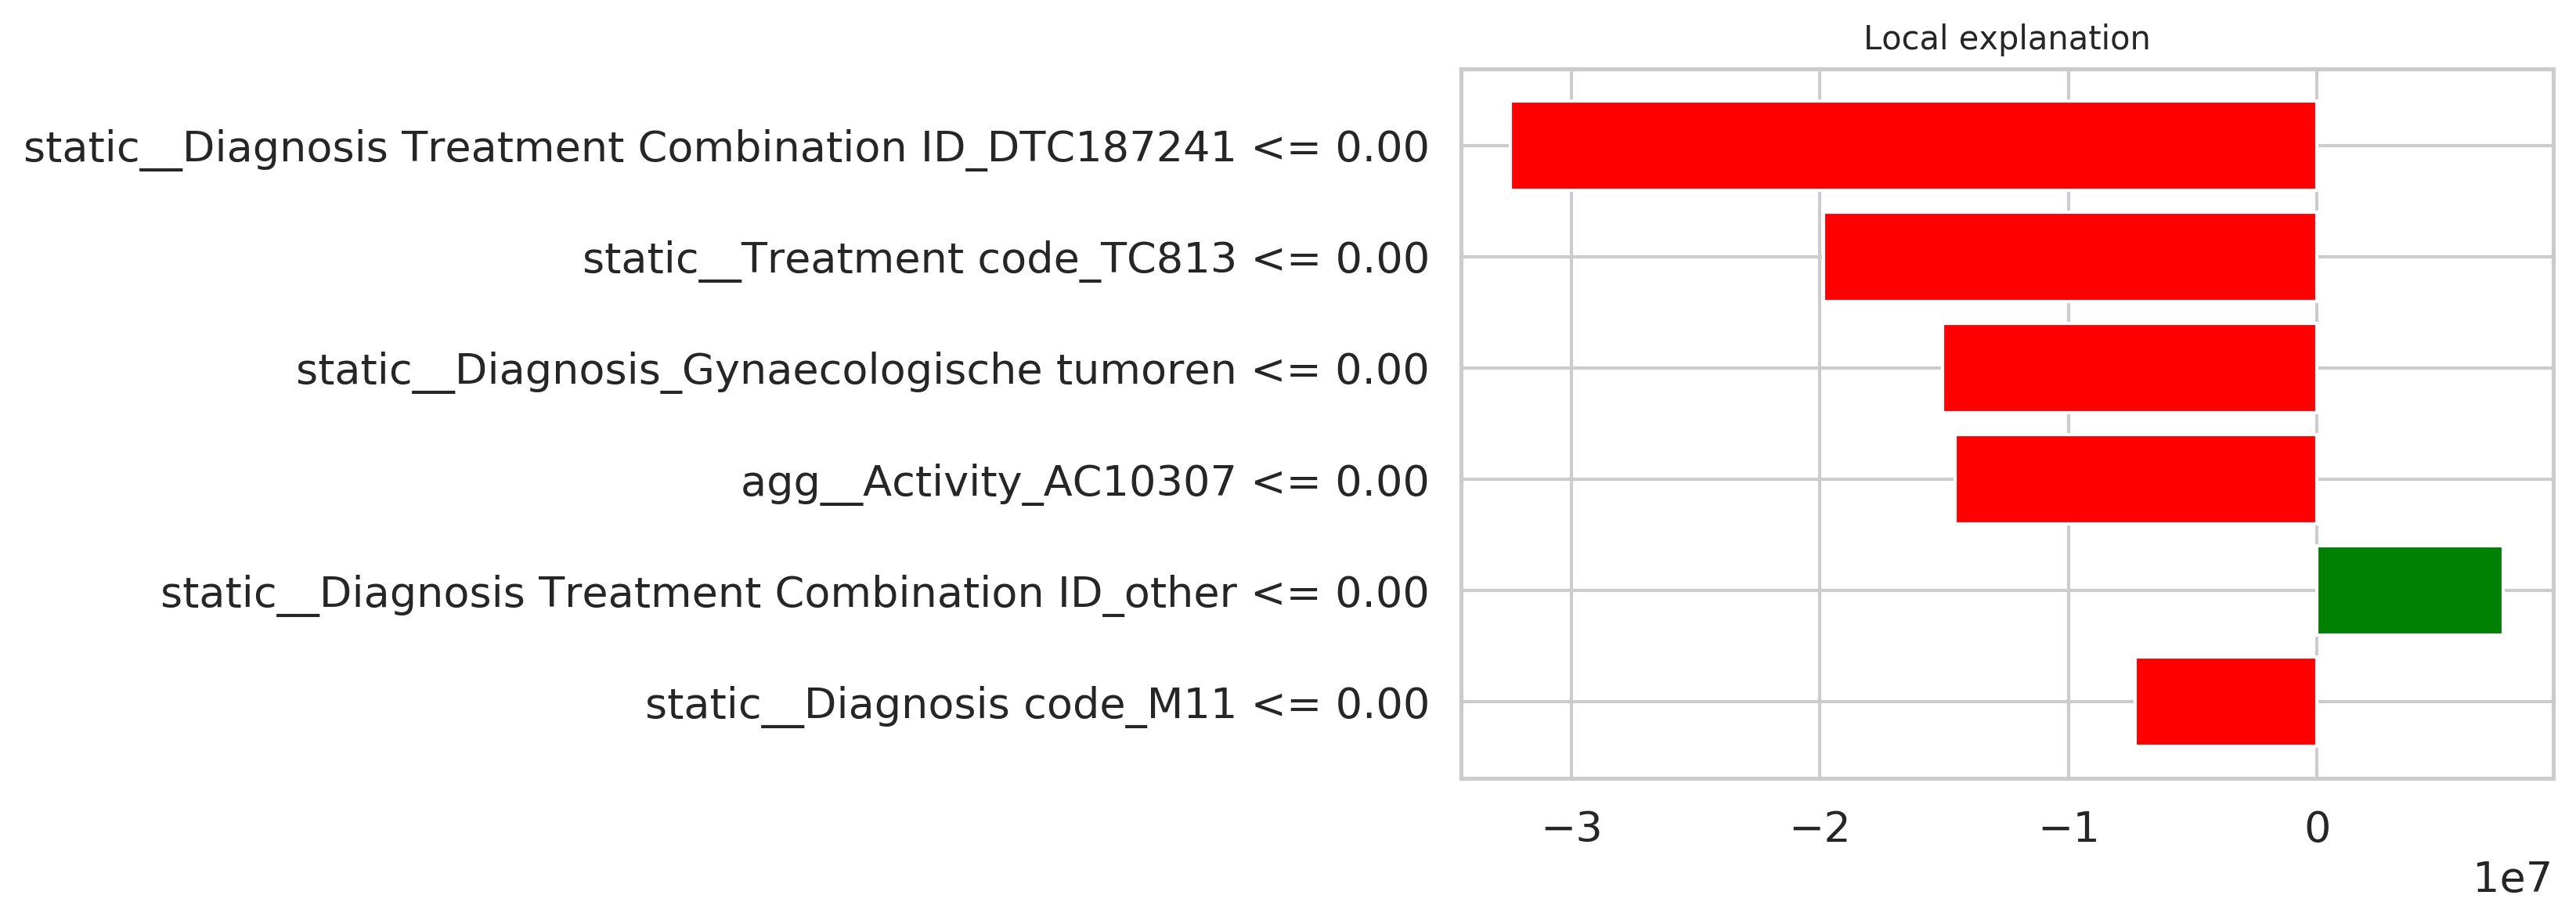 Local explanation
static__Diagnosis Treatment Combination ID_DTC187241 <= 0.00
static__Treatment code_TC813 <= 0.00
static__Diagnosis_Gynaecologische tumoren <= 0.00
agg__Activity_AC10307 <= 0.00
static__Diagnosis Treatment Combination ID_other <= 0.00
static__Diagnosis code_M11 <= 0.00
−3 −2 −1 0
1e7